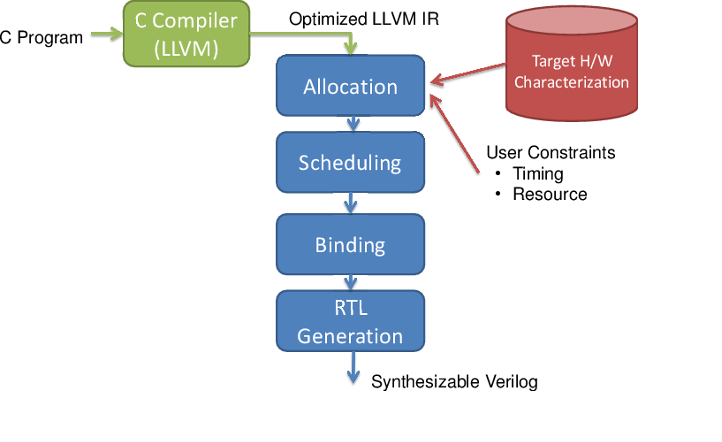 C Program
C Compiler
(LLVM)
Optimized LLVM IR
Target H/W
Characterization
Allocation
User Constraints
• Timing
• Resource
Scheduling
Binding
RTL
Generation
Synthesizable Verilog